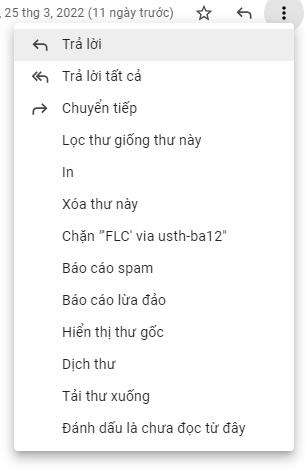 , 25 thg 3, 2022 (11 ngày trước)
Trả lời
Trả lời tất cả
Chuyển tiếp
Lọc thư giống thư này
In
Xóa thư này
Chặn "'FLC' via usth-ba12"
Báo cáo spam
Báo cáo lừa đảo
Hiển thị thư gốc
Dịch thư
Tải thư xuống
Đánh dấu là chưa đọc từ đây